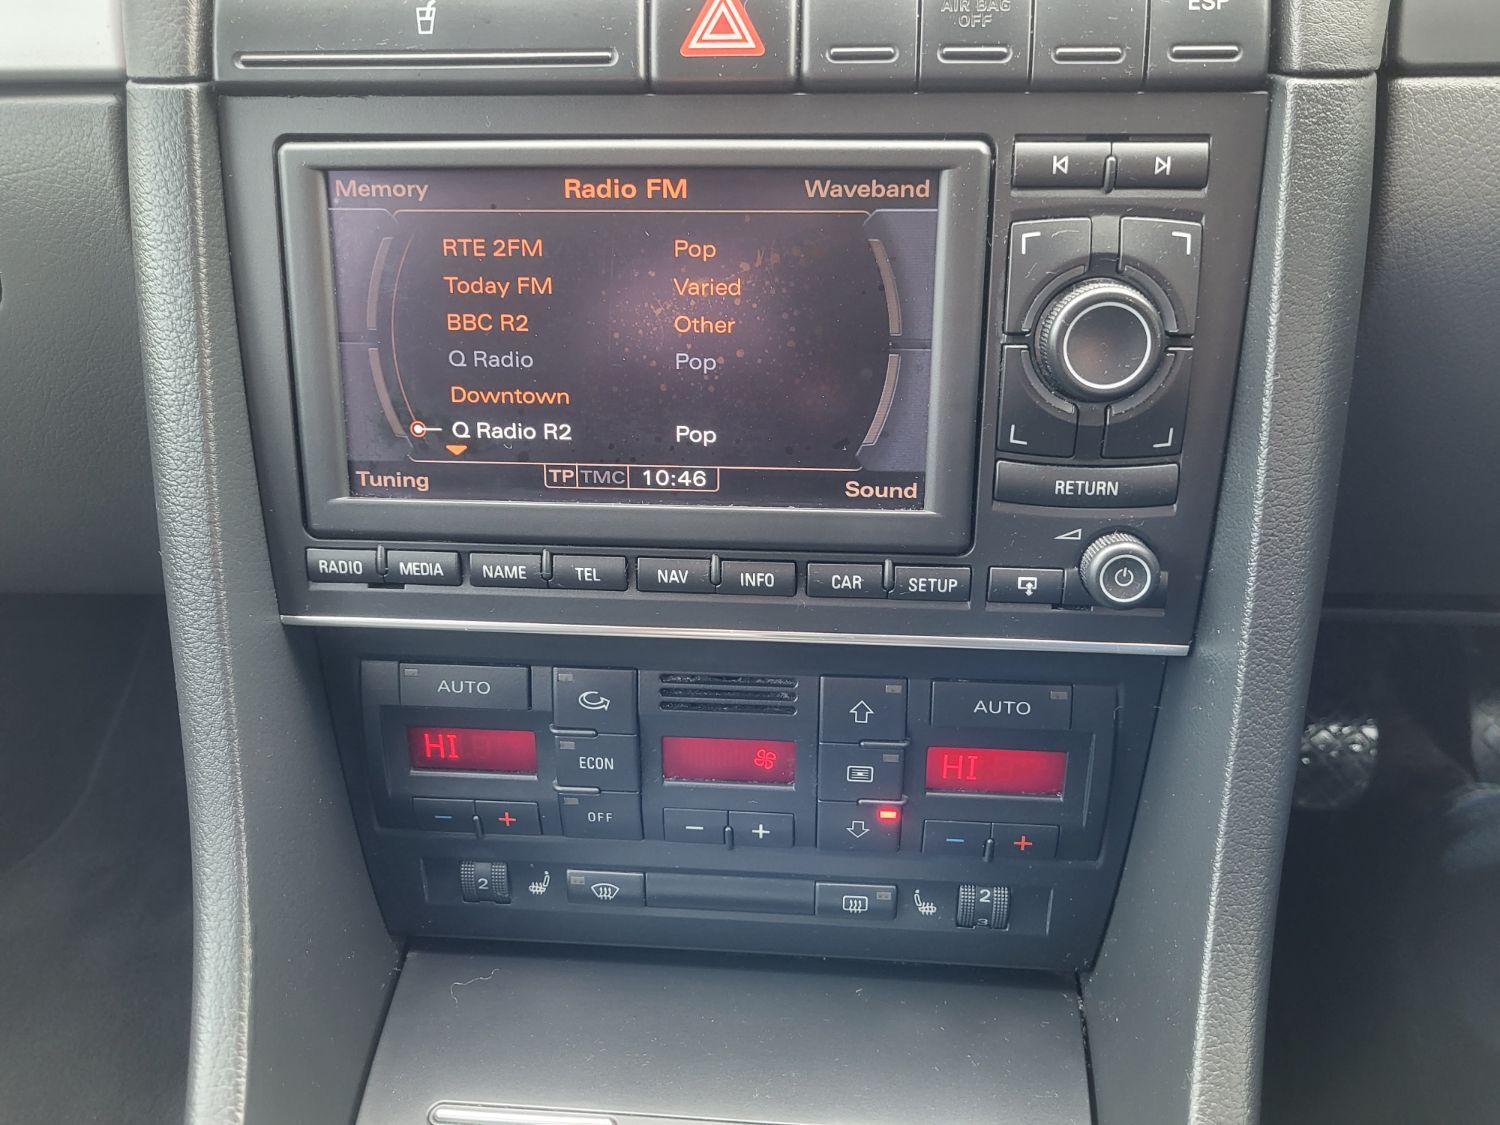 AIR BAG
OFF
ESP
Memory Radio FM Waveband
RTE 2FM Pop
Today FM Varied
BBC R2 Other
Q Radio Pop
Downtown
Q Radio R2 Pop
Tuning TP TMC 10:46 Sound
RETURN
RADIO MEDIA NAME TEL NAV INFO CAR SETUP
AUTO AUTO
HI HI
ECON
OFF
2 2
3